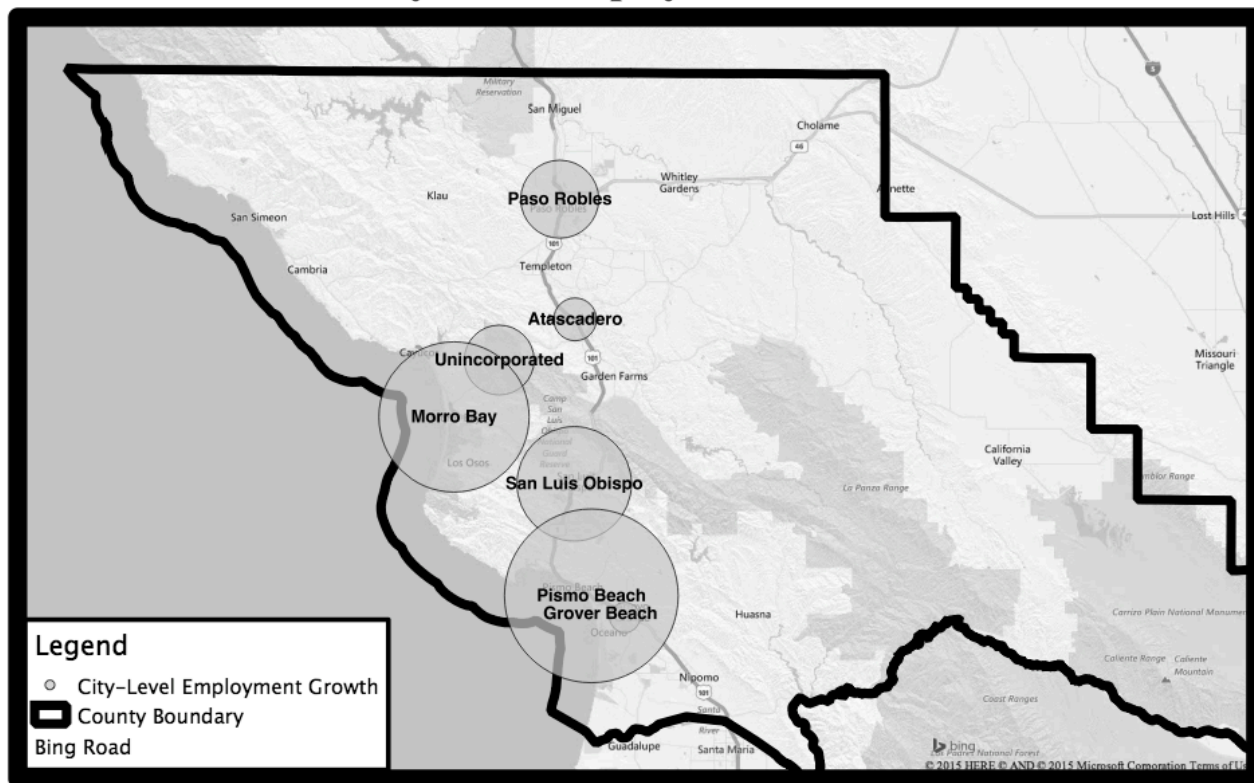 Military
Reservation
San Miguel
Cholame
46
Paso Robles
Paso Robles
Whitley
Gardens
Klau
Annette
Lost Hills
San Simeon
101
Templeton
Cambria
Atascadero
101
Unincorporated
Garden Farms
Missouri
Triangle
Morro Bay
Camp
San
Luis
Los Osos
San Luis Obispo
California
Valley
La Panza Range
Pismo Beach
Pismo Beach
Grover Beach
Oceano
Huasna
Carrizo Plain National Monument
Caliente Range
Caliente
Mountain
Nipomo
101
Coast Ranges
Santa
River
Guadalupe
Santa Maria
bing
Los Padres National Forest
© 2015 HERE © AND © 2015 Microsoft Corporation Terms of Us
Legend
City-Level Employment Growth
County Boundary
Bing Road